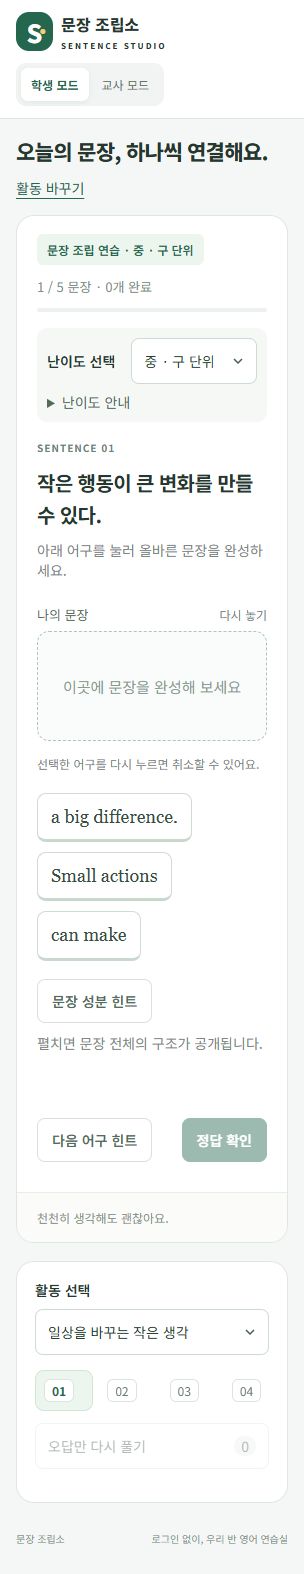 S
문장 조립소
SENTENCE STUDIO
학생 모드 교사 모드
오늘의 문장, 하나씩 연결해요.
활동 바꾸기
문장 조립 연습 · 중 · 구 단위
1 / 5 문장 · 0개 완료
난이도 선택 중 · 구 단위
▶ 난이도 안내
SENTENCE 01
작은 행동이 큰 변화를 만들
수 있다.
아래 어구를 눌러 올바른 문장을 완성하
세요.
나의 문장 다시 놓기
이곳에 문장을 완성해 보세요
선택한 어구를 다시 누르면 취소할 수 있어요.
a big difference.
Small actions
can make
문장 성분 힌트
펼치면 문장 전체의 구조가 공개됩니다.
다음 어구 힌트 정답 확인
천천히 생각해도 괜찮아요.
활동 선택
일상을 바꾸는 작은 생각
01 02 03 04
오답만 다시 풀기 0
문장 조립소 로그인 없이, 우리 반 영어 연습실